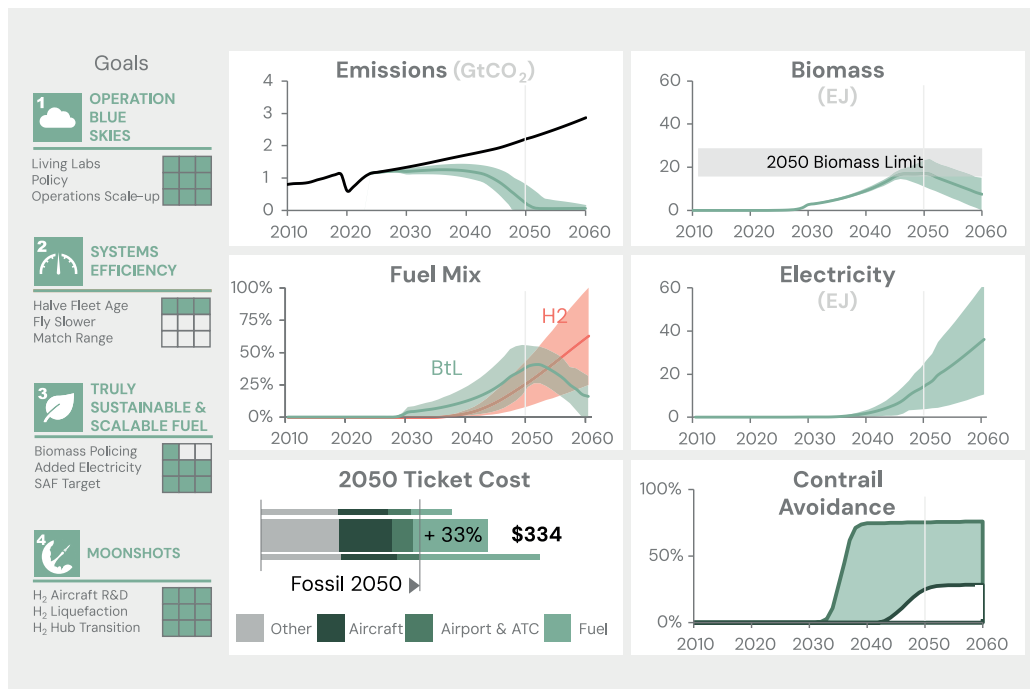 Goals
1
OPERATION
BLUE
SKIES
Living Labs
Policy
Operations Scale-up
2
SYSTEMS
EFFICIENCY
Halve Fleet Age
Fly Slower
Match Range
3
TRULY
SUSTAINABLE &
SCALABLE FUEL
Biomass Policing
Added Electricity
SAF Target
4
MOONSHOTS
H₂ Aircraft R&D
H₂ Liquefaction
H₂ Hub Transition
Emissions (GtCO₂)
4
3
2
1
0
2010 2020 2030 2040 2050 2060
Biomass
(EJ)
60
40
20
0
2050 Biomass Limit
2010 2020 2030 2040 2050 2060
Fuel Mix
100%
75%
50%
25%
0%
H2
BtL
2010 2020 2030 2040 2050 2060
Electricity
(EJ)
60
40
20
0
2010 2020 2030 2040 2050 2060
2050 Ticket Cost
+ 33% $334
Fossil 2050
Other Aircraft Airport & ATC Fuel
Contrail
Avoidance
100%
50%
0%
2010 2020 2030 2040 2050 2060